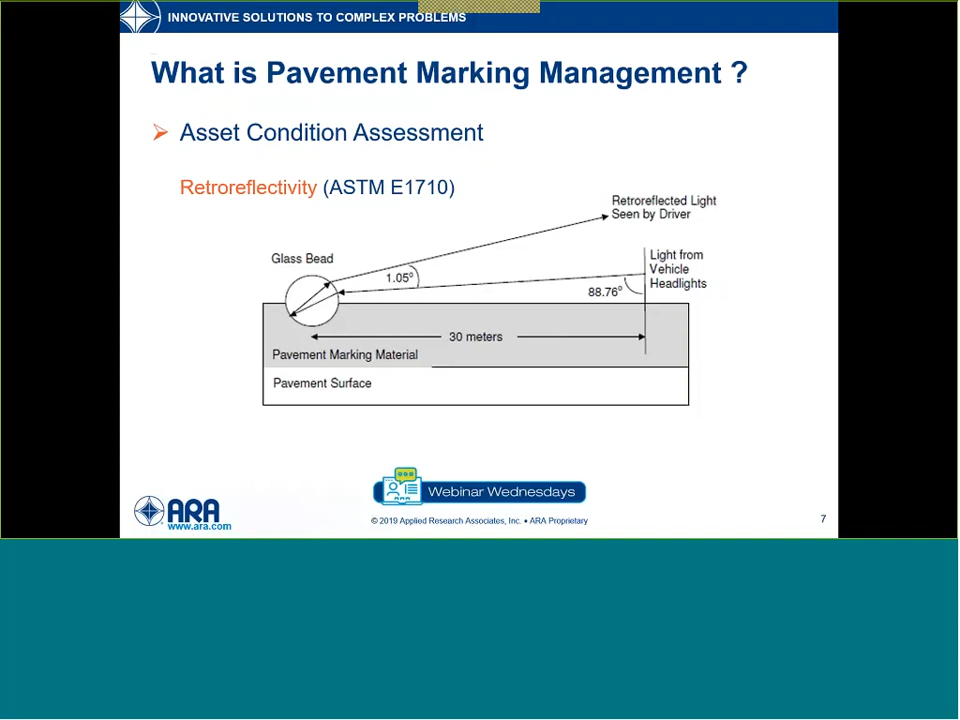 INNOVATIVE SOLUTIONS TO COMPLEX PROBLEMS
What is Pavement Marking Management ?
Asset Condition Assessment
Retroreflectivity (ASTM E1710)
Retroreflected Light
Seen by Driver
Glass Bead
Light from
Vehicle
Headlights
1.05º
88.76º
30 meters
Pavement Marking Material
Pavement Surface
Webinar Wednesdays
ARA
www.ara.com
© 2019 Applied Research Associates, Inc. • ARA Proprietary
7